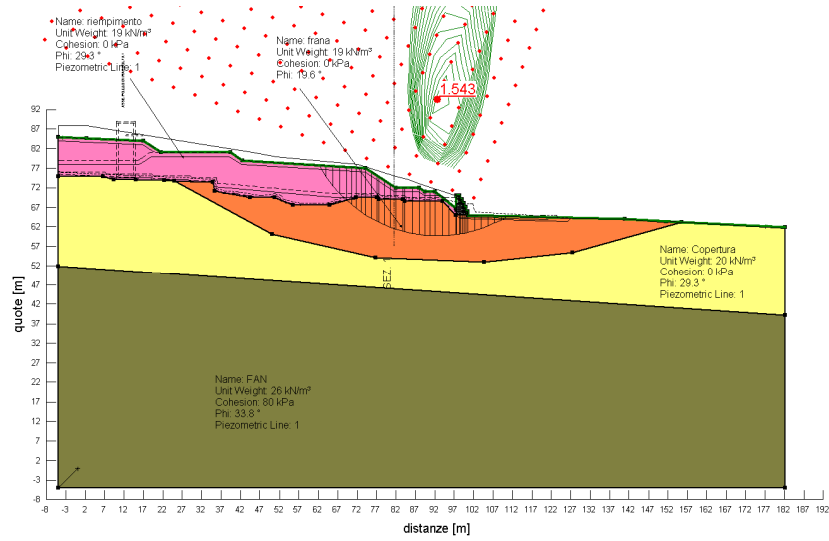 Name: riempimento
Unit Weight: 19 kN/m³
Cohesion: 0 kPa
Phi: 29.3 °
Piezometric Line: 1
Name: frana
Unit Weight: 19 kN/m³
Cohesion: 0 kPa
Phi: 19.6 °
1.543
Name: Copertura
Unit Weight: 20 kN/m³
Cohesion: 0 kPa
Phi: 29.3 °
Piezometric Line: 1
SEZ
Name: FAN
Unit Weight: 26 kN/m³
Cohesion: 80 kPa
Phi: 33.8 °
Piezometric Line: 1
quote [m]
92
87
82
78
72
67
62
57
52
47
42
37
32
27
22
17
12
7
2
-3
-8
-8 -3 2 7 12 17 22 27 32 37 42 47 52 57 62 67 72 77 82 87 92 97 102 107 112 117 122 127 132 137 142 147 152 157 162 167 172 177 182 187 192
distanze [m]